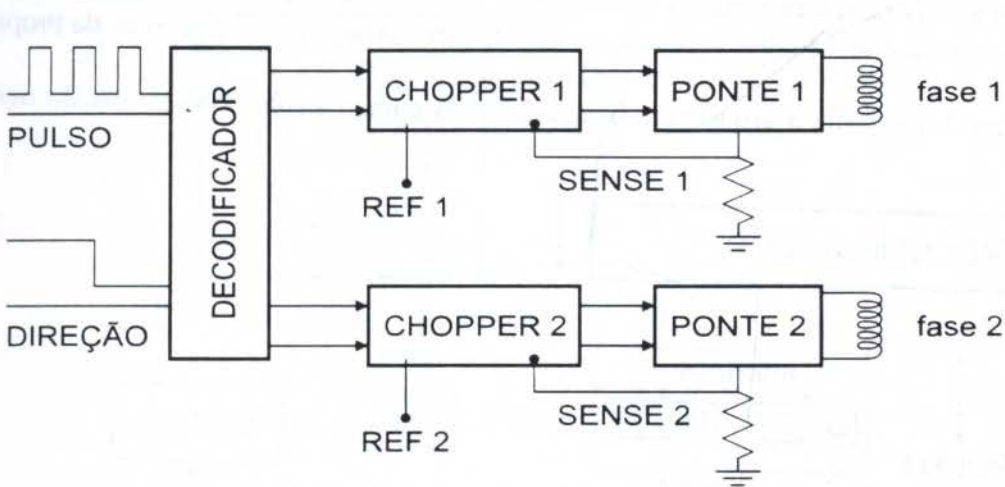 PULSO
DIREÇÃO
DECODIFICADOR
CHOPPER 1
PONTE 1
fase 1
REF 1
SENSE 1
CHOPPER 2
PONTE 2
fase 2
REF 2
SENSE 2